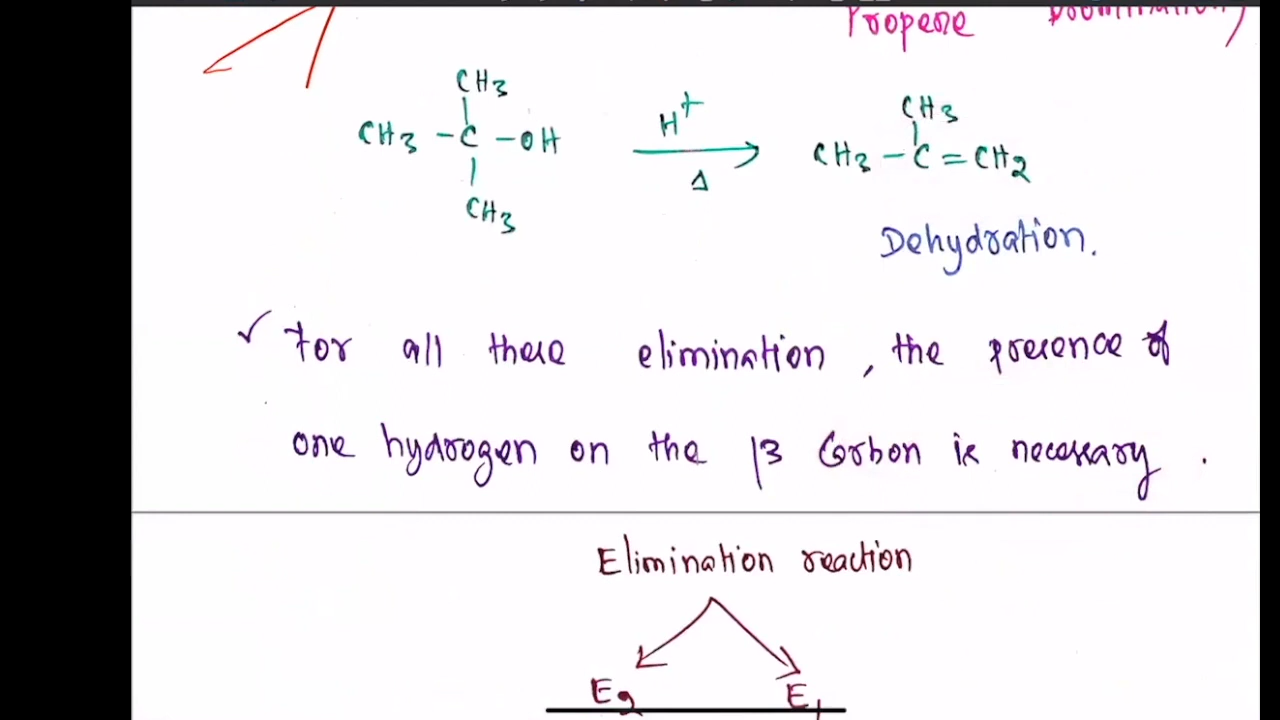 Propene
CH3
CH3 - C - OH
CH3
H+
Δ
CH3
CH3 - C = CH2
Dehydration.
✓ For all these elimination, the presence of
one hydrogen on the β Carbon is necessary.
Elimination reaction
E2 E1